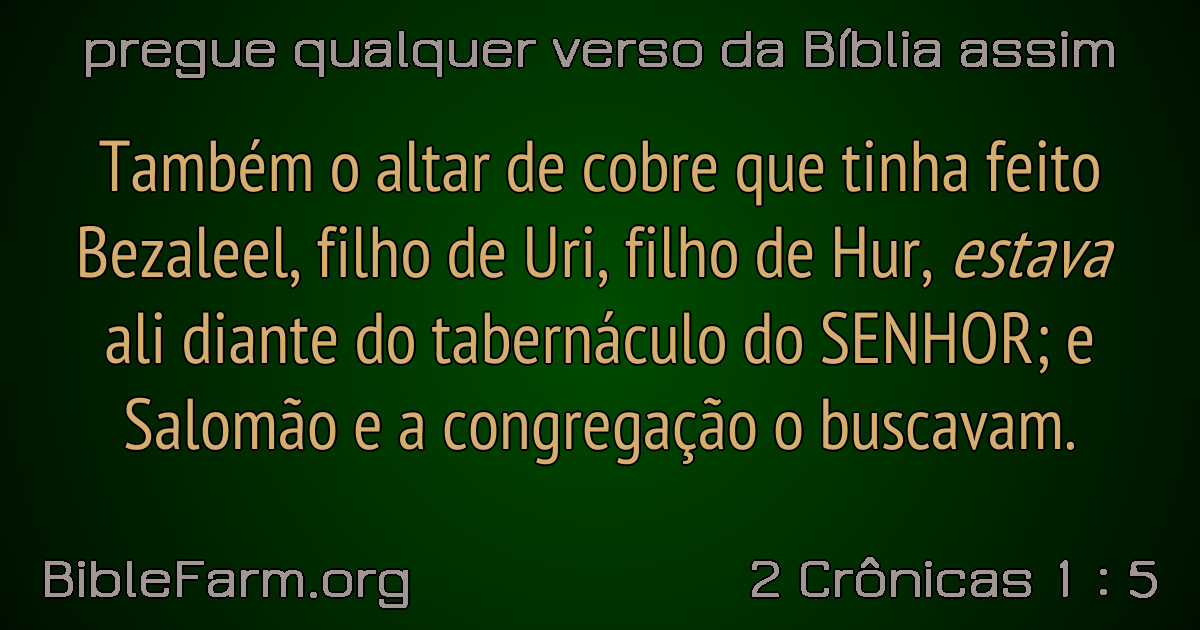 pregue qualquer verso da Bíblia assim
Também o altar de cobre que tinha feito
Bezaleel, filho de Uri, filho de Hur, estava
ali diante do tabernáculo do SENHOR; e
Salomão e a congregação o buscavam.
BibleFarm.org
2 Crônicas 1 : 5